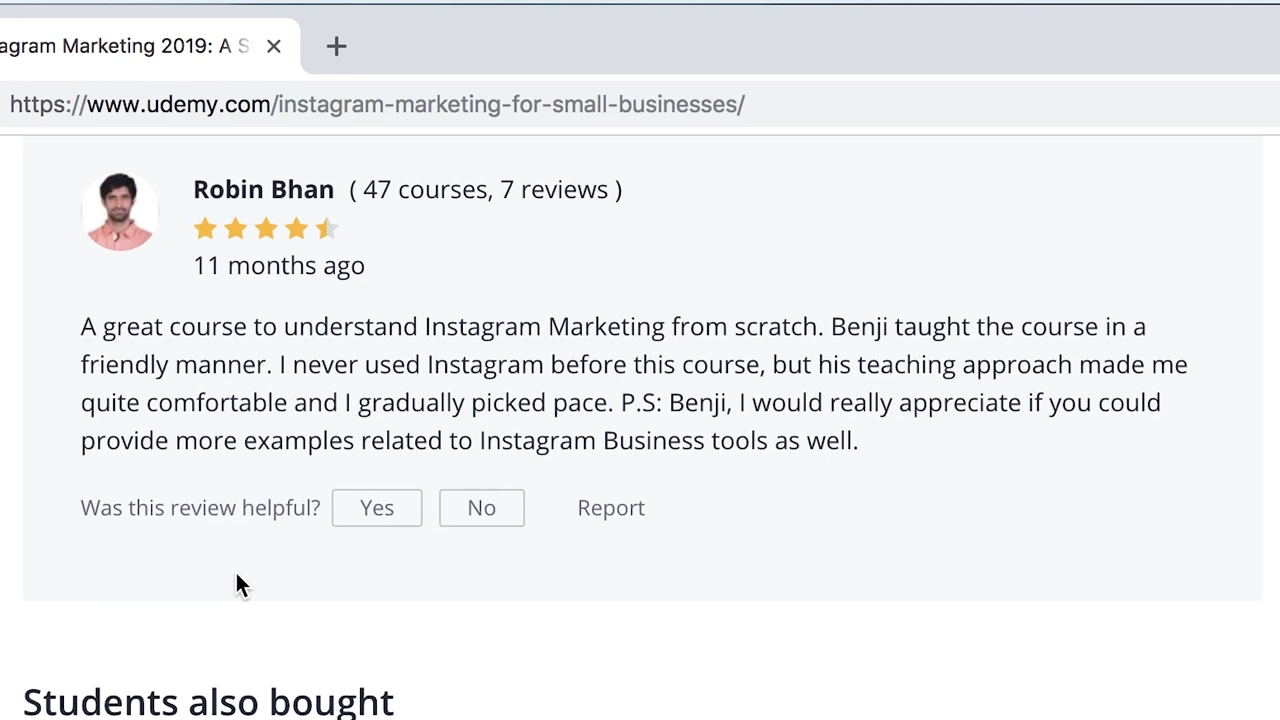 agram Marketing 2019: A S
https://www.udemy.com/instagram-marketing-for-small-businesses/
Robin Bhan ( 47 courses, 7 reviews )
11 months ago
A great course to understand Instagram Marketing from scratch. Benji taught the course in a
friendly manner. I never used Instagram before this course, but his teaching approach made me
quite comfortable and I gradually picked pace. P.S: Benji, I would really appreciate if you could
provide more examples related to Instagram Business tools as well.
Was this review helpful? Yes No Report
Students also bought